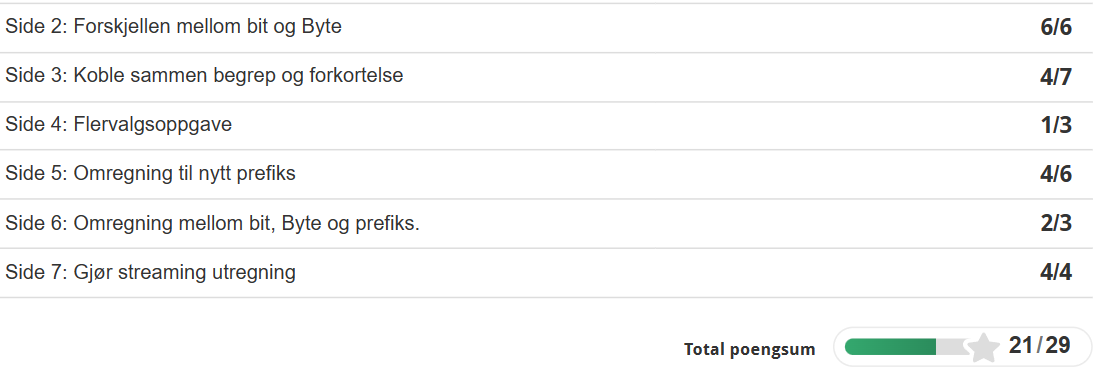 Side 2: Forskjellen mellom bit og Byte 6/6
Side 3: Koble sammen begrep og forkortelse 4/7
Side 4: Flervalgsoppgave 1/3
Side 5: Omregning til nytt prefiks 4/6
Side 6: Omregning mellom bit, Byte og prefiks. 2/3
Side 7: Gjør streaming utregning 4/4
Total poengsum 21/29